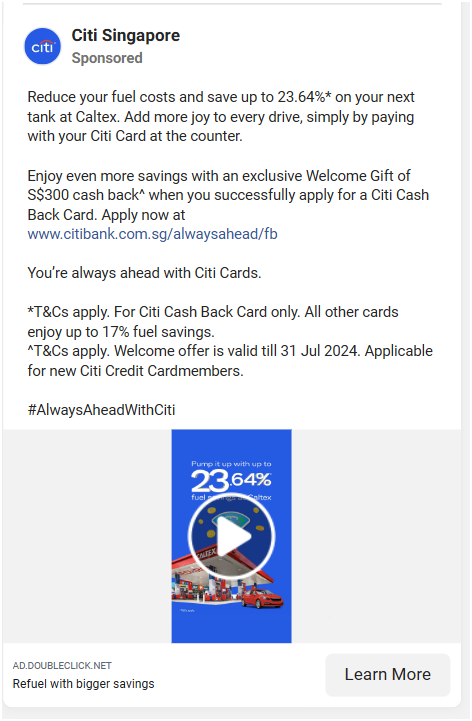 citi
Citi Singapore
Sponsored
Reduce your fuel costs and save up to 23.64%* on your next
tank at Caltex. Add more joy to every drive, simply by paying
with your Citi Card at the counter.
Enjoy even more savings with an exclusive Welcome Gift of
S$300 cash back^ when you successfully apply for a Citi Cash
Back Card. Apply now at
www.citibank.com.sg/alwaysahead/fb
You’re always ahead with Citi Cards.
*T&Cs apply. For Citi Cash Back Card only. All other cards
enjoy up to 17% fuel savings.
^T&Cs apply. Welcome offer is valid till 31 Jul 2024. Applicable
for new Citi Credit Cardmembers.
#AlwaysAheadWithCiti
Pump it up with up to
23.64%*
fuel savings at Caltex
CALTEX
AD.DOUBLECLICK.NET
Refuel with bigger savings
Learn More